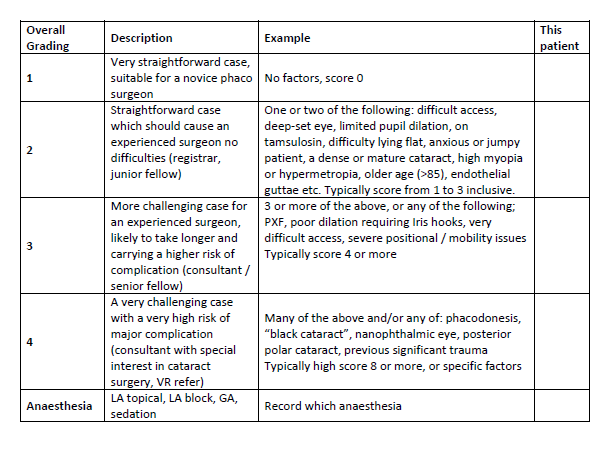 Overall Grading
Description
Example
This patient
1
Very straightforward case,
suitable for a novice phaco
surgeon
No factors, score 0
2
Straightforward case
which should cause an
experienced surgeon no
difficulties (registrar,
junior fellow)
One or two of the following: difficult access,
deep-set eye, limited pupil dilation, on
tamsulosin, difficulty lying flat, anxious or jumpy
patient, a dense or mature cataract, high myopia
or hypermetropia, older age (>85), endothelial
guttae etc. Typically score from 1 to 3 inclusive.
3
More challenging case for
an experienced surgeon,
likely to take longer and
carrying a higher risk of
complication (consultant /
senior fellow)
3 or more of the above, or any of the following;
PXF, poor dilation requiring Iris hooks, very
difficult access, severe positional / mobility issues
Typically score 4 or more
4
A very challenging case
with a very high risk of
major complication
(consultant with special
interest in cataract
surgery, VR refer)
Many of the above and/or any of: phacodonesis,
“black cataract”, nanophthalmic eye, posterior
polar cataract, previous significant trauma
Typically high score 8 or more, or specific factors
Anaesthesia
LA topical, LA block, GA,
sedation
Record which anaesthesia